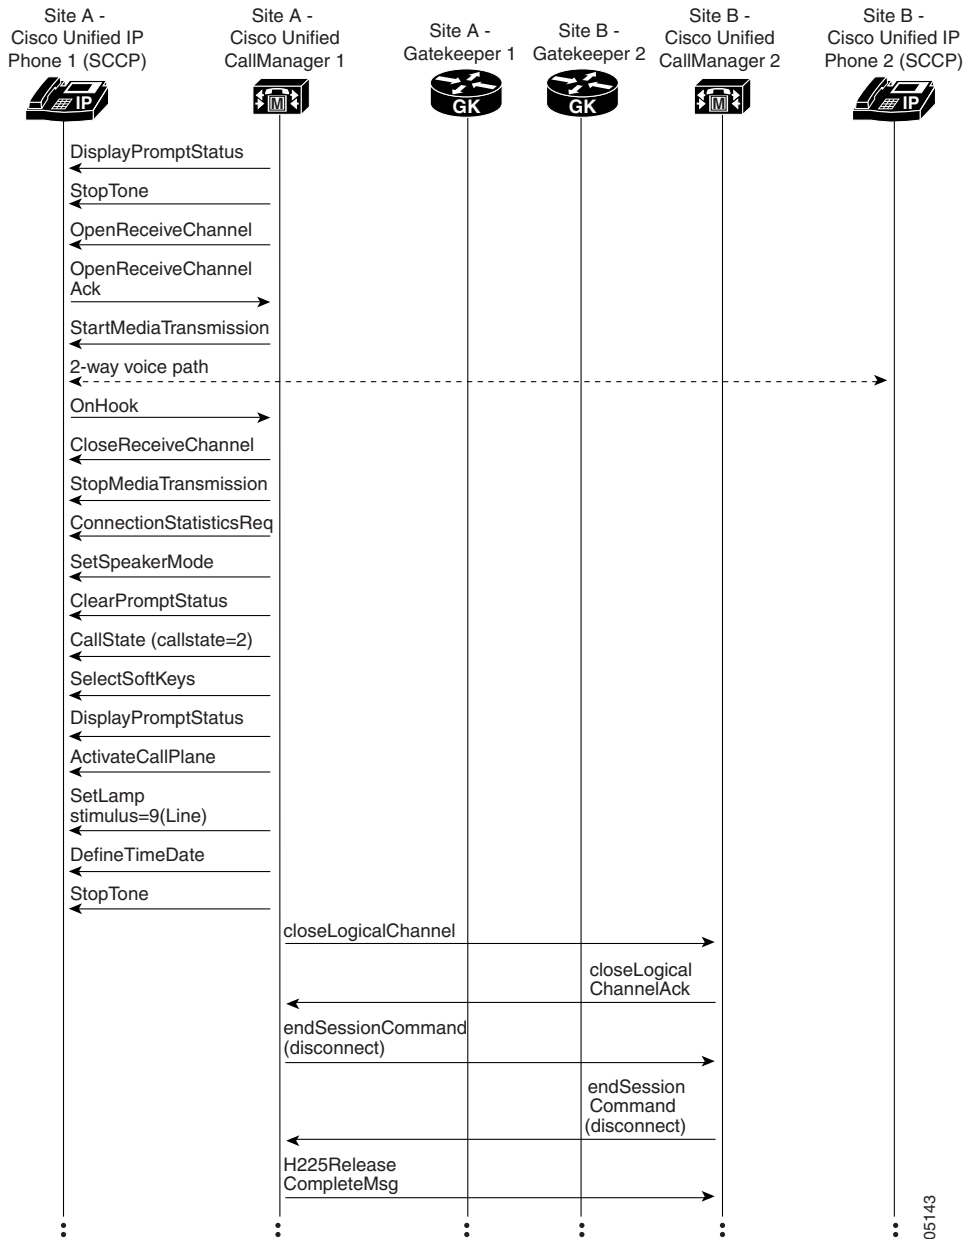 Site A -
Cisco Unified IP
Phone 1 (SCCP)
Site A -
Cisco Unified
CallManager 1
Site A -
Gatekeeper 1
Site B -
Gatekeeper 2
Site B -
Cisco Unified
CallManager 2
Site B -
Cisco Unified IP
Phone 2 (SCCP)
IP
M
GK
GK
M
IP
DisplayPromptStatus
StopTone
OpenReceiveChannel
OpenReceiveChannel
Ack
StartMediaTransmission
2-way voice path
OnHook
CloseReceiveChannel
StopMediaTransmission
ConnectionStatisticsReq
SetSpeakerMode
ClearPromptStatus
CallState (callstate=2)
SelectSoftKeys
DisplayPromptStatus
ActivateCallPlane
SetLamp
stimulus=9(Line)
DefineTimeDate
StopTone
closeLogicalChannel
closeLogical
ChannelAck
endSessionCommand
(disconnect)
endSession
Command
(disconnect)
H225Release
CompleteMsg
05143